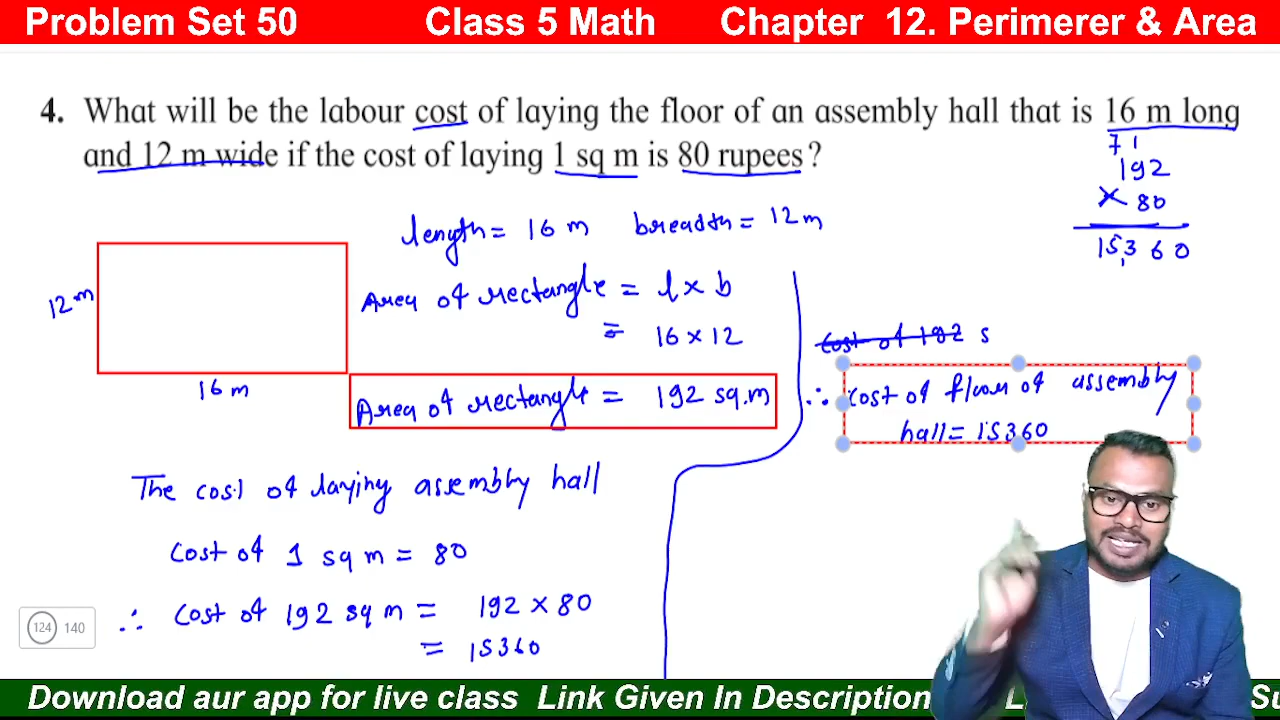 Problem Set 50 Class 5 Math Chapter 12. Perimerer & Area
4. What will be the labour cost of laying the floor of an assembly hall that is 16 m long
and 12 m wide if the cost of laying 1 sq m is 80 rupees?
7 1
192
× 80
15,360
length = 16 m breadth = 12 m
12 m
16 m
Area of rectangle = l × b
= 16 × 12
Area of rectangle = 192 sq.m
The cost of laying assembly hall
Cost of 1 sq m = 80
∴ Cost of 192 sq m = 192 × 80
= 15360
Cost of 192 s
∴ Cost of floor of assembly
hall = 15360
124 140
Download aur app for live class Link Given In Description